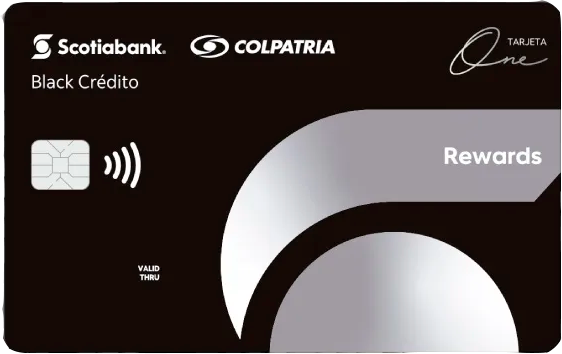 Scotiabank. COLPATRIA
TARJETA
One
Black Crédito
Rewards
VALID
THRU